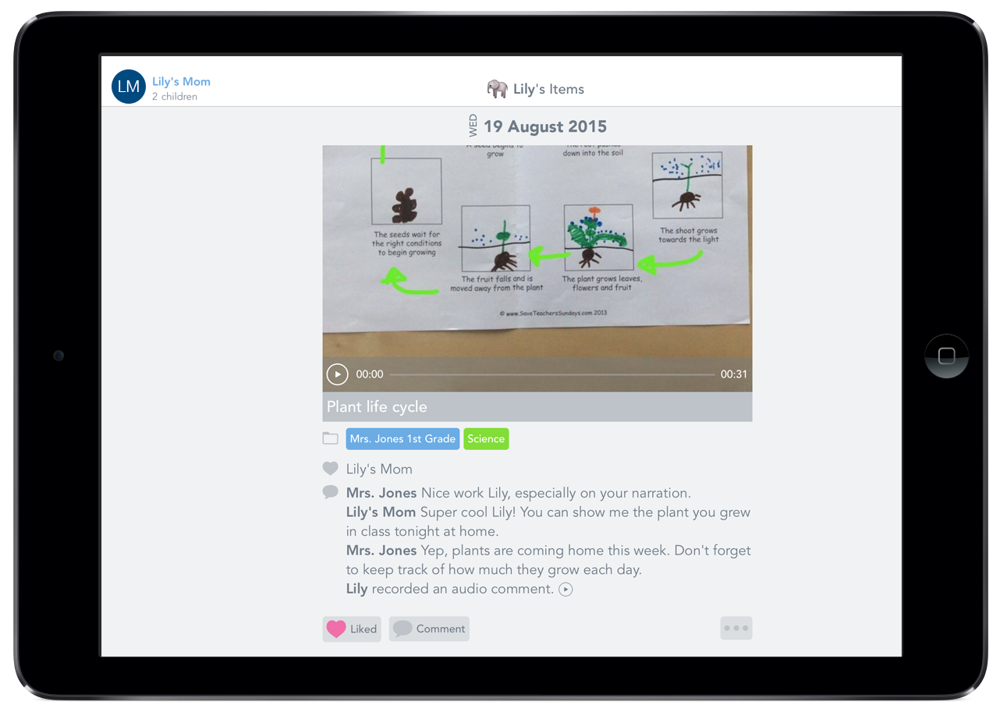 LM
Lily's Mom
2 children
Lily's Items
WED
19 August 2015
A seed begins to
grow
The root pushes
down into the soil
The seeds wait for
the right conditions
to begin growing
The shoot grows
towards the light
The fruit falls and is
moved away from the plant
The plant grows leaves,
flowers and fruit
© www.SaveTeachersSundays.com 2013
00:00
00:31
Plant life cycle
Mrs. Jones 1st Grade
Science
Lily's Mom
Mrs. Jones Nice work Lily, especially on your narration.
Lily's Mom Super cool Lily! You can show me the plant you grew
in class tonight at home.
Mrs. Jones Yep, plants are coming home this week. Don't forget
to keep track of how much they grow each day.
Lily recorded an audio comment.
Liked
Comment